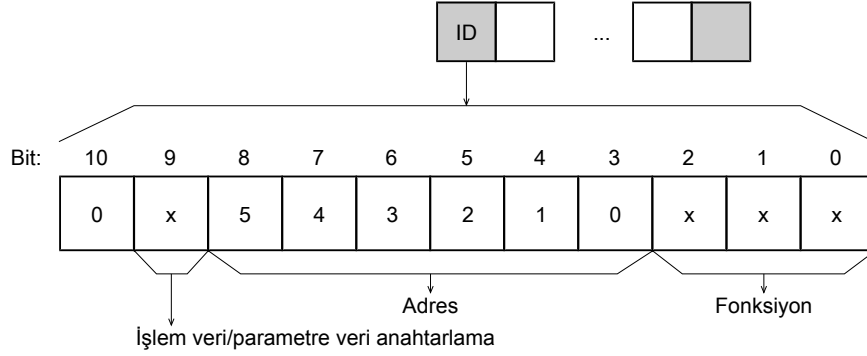 ID ...
Bit: 10 9 8 7 6 5 4 3 2 1 0
0 x 5 4 3 2 1 0 x x x
Adres Fonksiyon
İşlem veri/parametre veri anahtarlama